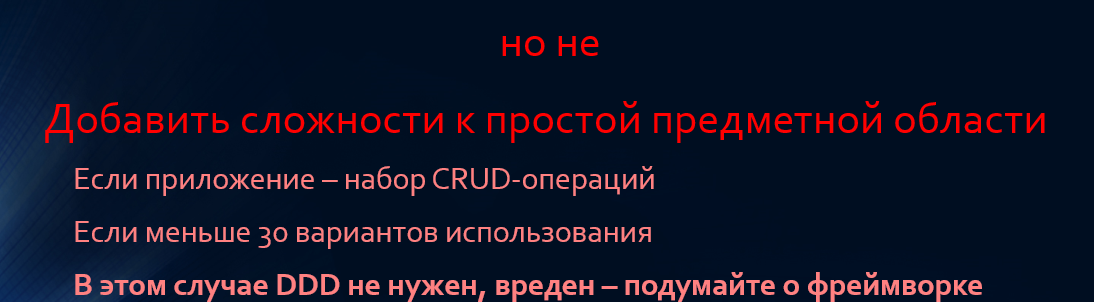 но не
Добавить сложности к простой предметной области
Если приложение – набор CRUD-операций
Если меньше 30 вариантов использования
В этом случае DDD не нужен, вреден – подумайте о фреймворке